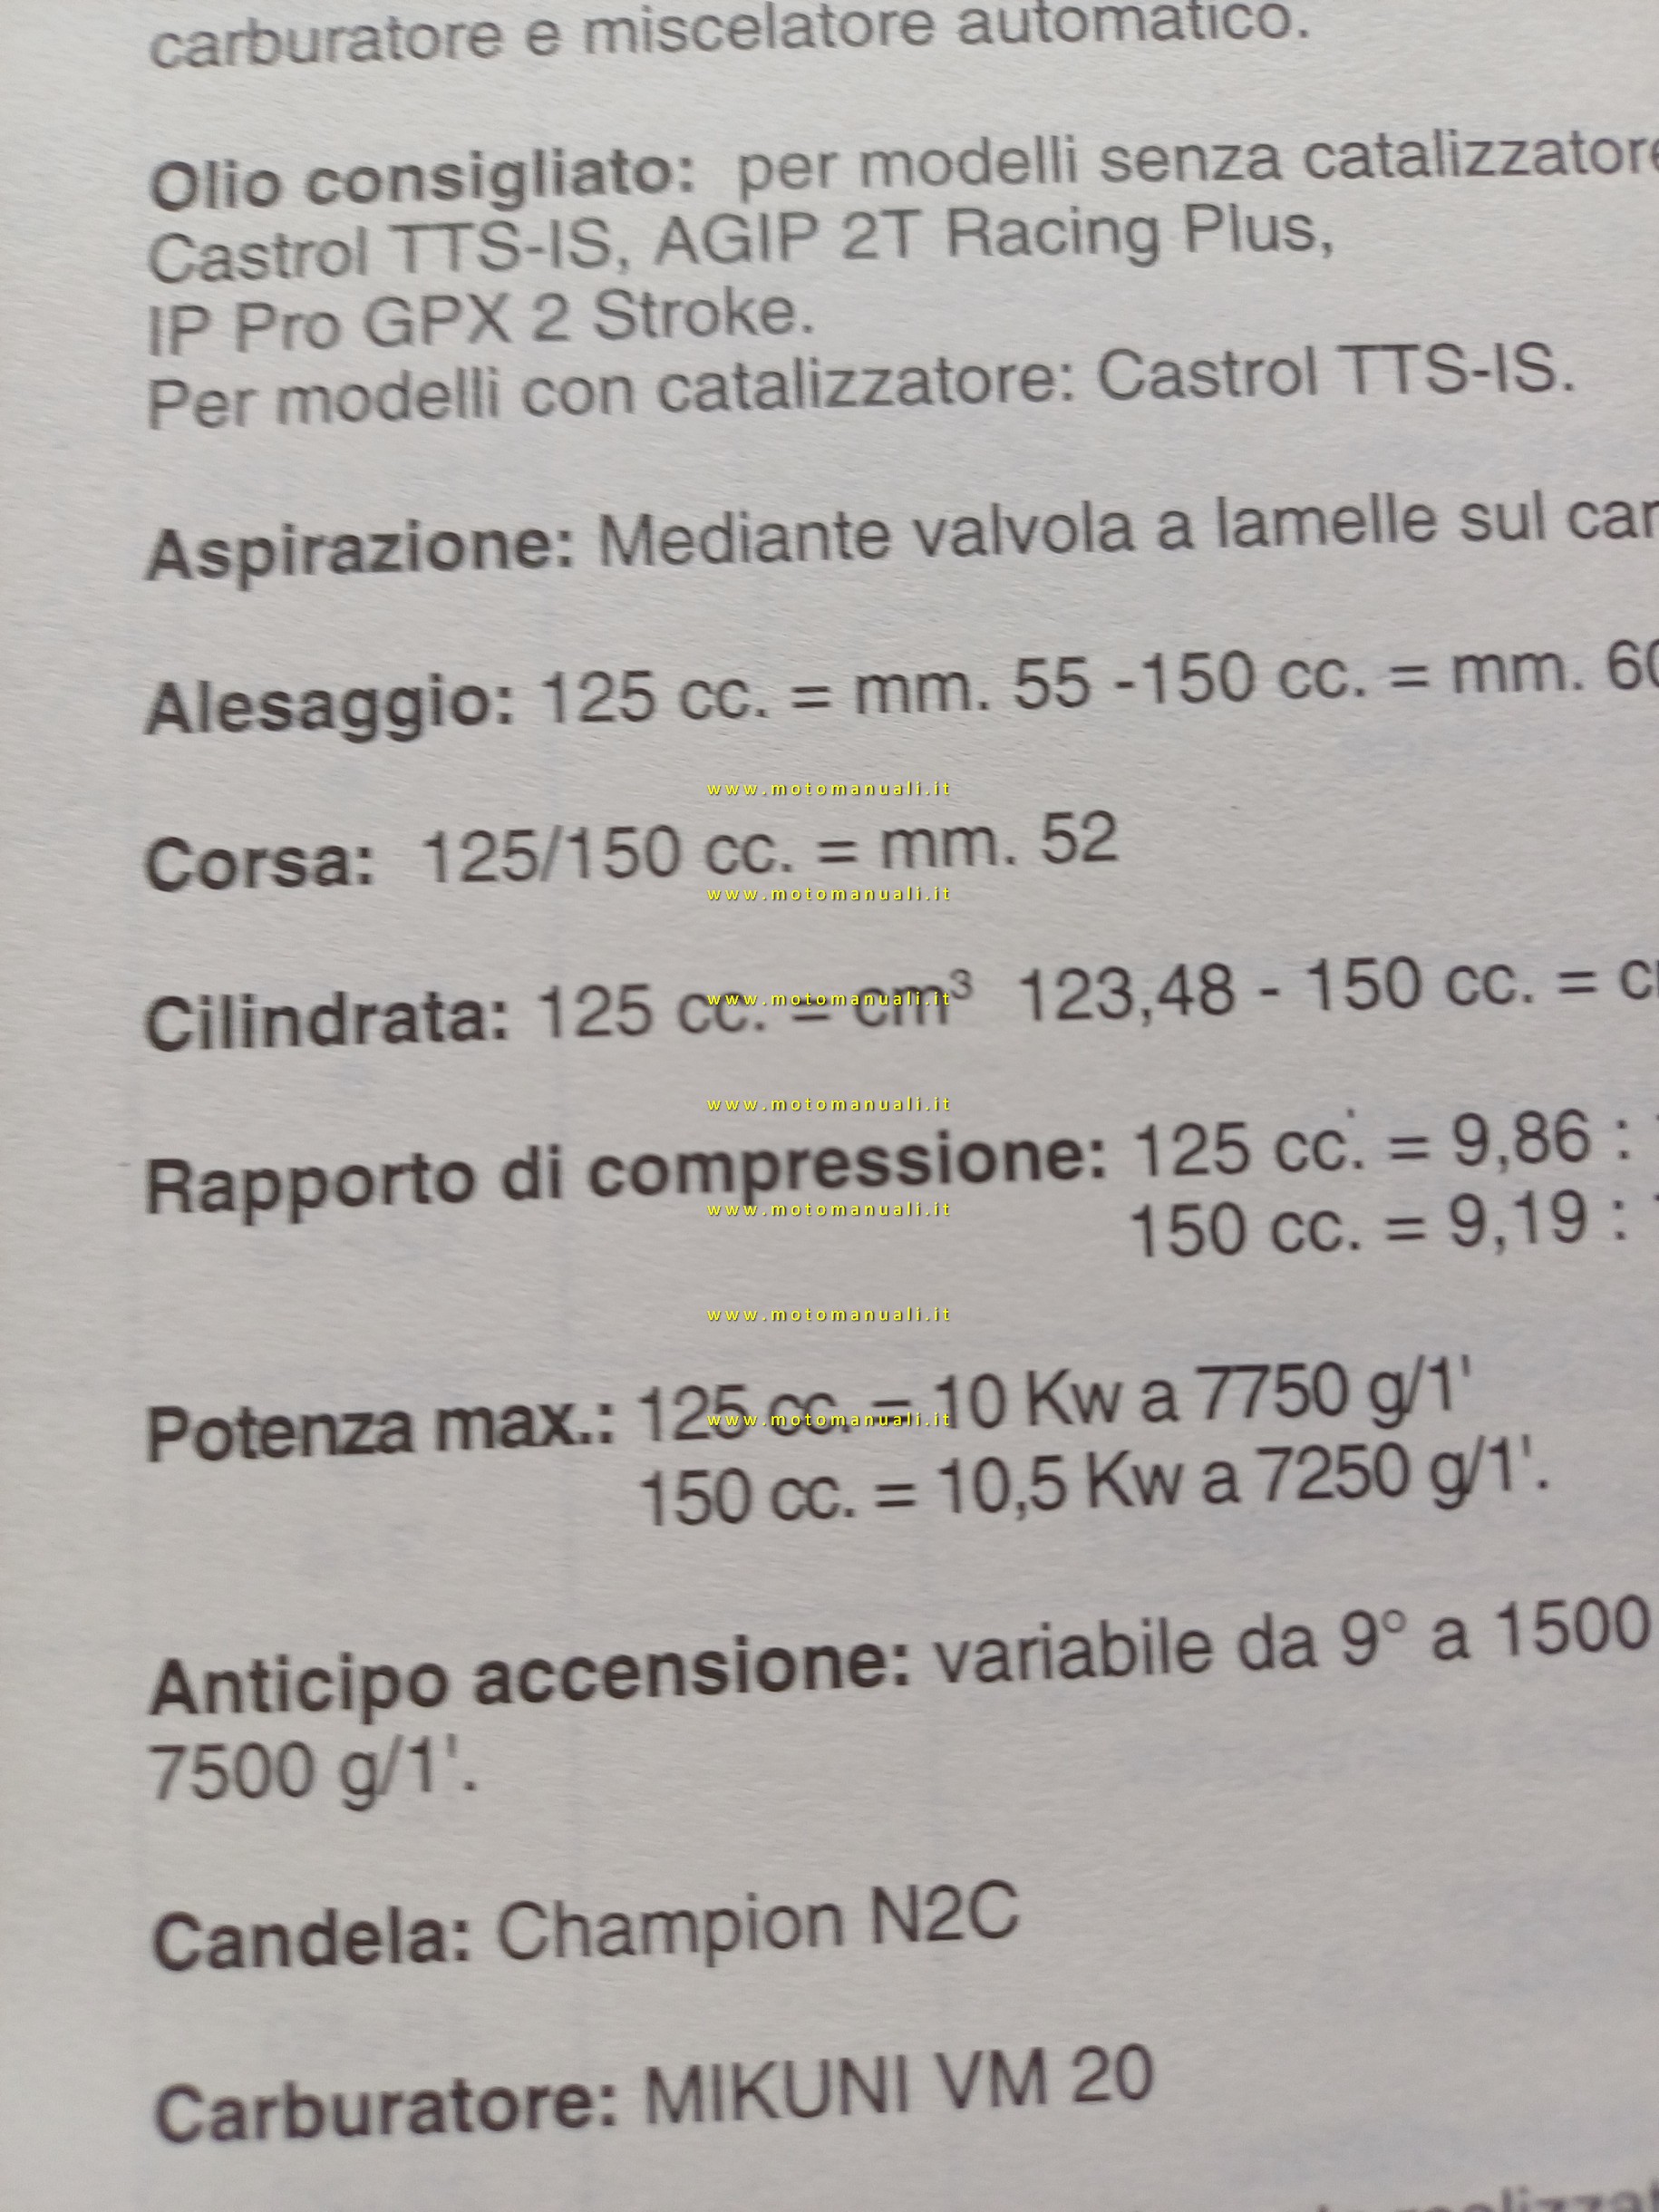 carburatore e miscelatore automatico.
Olio consigliato: per modelli senza catalizzatore
Castrol TTS-IS, AGIP 2T Racing Plus,
IP Pro GPX 2 Stroke.
Per modelli con catalizzatore: Castrol TTS-IS.
Aspirazione: Mediante valvola a lamelle sul car
Alesaggio: 125 cc. = mm. 55 -150 cc. = mm. 60
www.motomanuali.it
Corsa: 125/150 cc. = mm. 52
www.motomanuali.it
Cilindrata: 125 cc. = cm³ 123,48 - 150 cc. = c
www.motomanuali.it
www.motomanuali.it
Rapporto di compressione: 125 cc. = 9,86 :
www.motomanuali.it
150 cc. = 9,19 :
www.motomanuali.it
Potenza max.: 125 cc. = 10 Kw a 7750 g/1'
www.motomanuali.it
150 cc. = 10,5 Kw a 7250 g/1'.
Anticipo accensione: variabile da 9° a 1500
7500 g/1'.
Candela: Champion N2C
Carburatore: MIKUNI VM 20